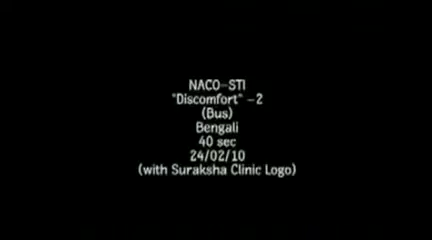 NACO-STI
"Discomfort" -2
(Bus)
Bengali
40 sec
24/02/10
(with Suraksha Clinic Logo)